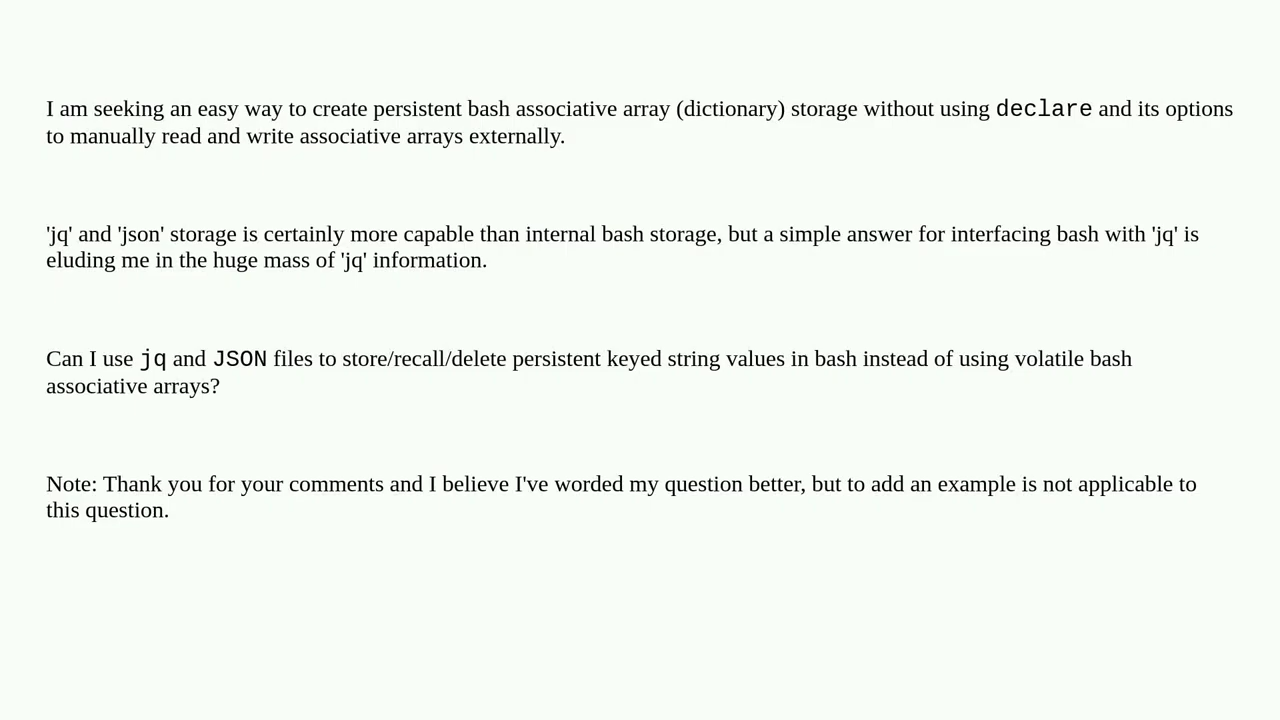 I am seeking an easy way to create persistent bash associative array (dictionary) storage without using declare and its options
to manually read and write associative arrays externally.
'jq' and 'json' storage is certainly more capable than internal bash storage, but a simple answer for interfacing bash with 'jq' is
eluding me in the huge mass of 'jq' information.
Can I use jq and JSON files to store/recall/delete persistent keyed string values in bash instead of using volatile bash
associative arrays?
Note: Thank you for your comments and I believe I've worded my question better, but to add an example is not applicable to
this question.